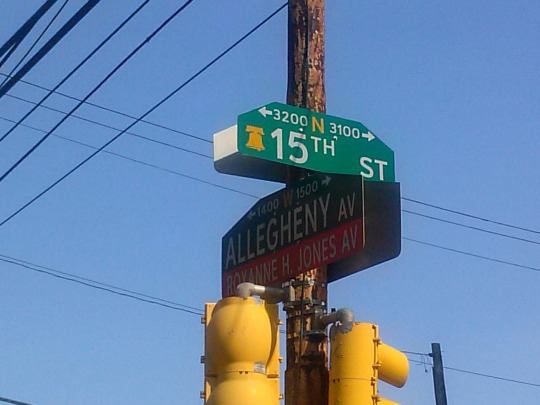 ←3200 N 3100→
15TH ST
←1400 W 1500→
ALLEGHENY AV
ROXANNE H. JONES AV